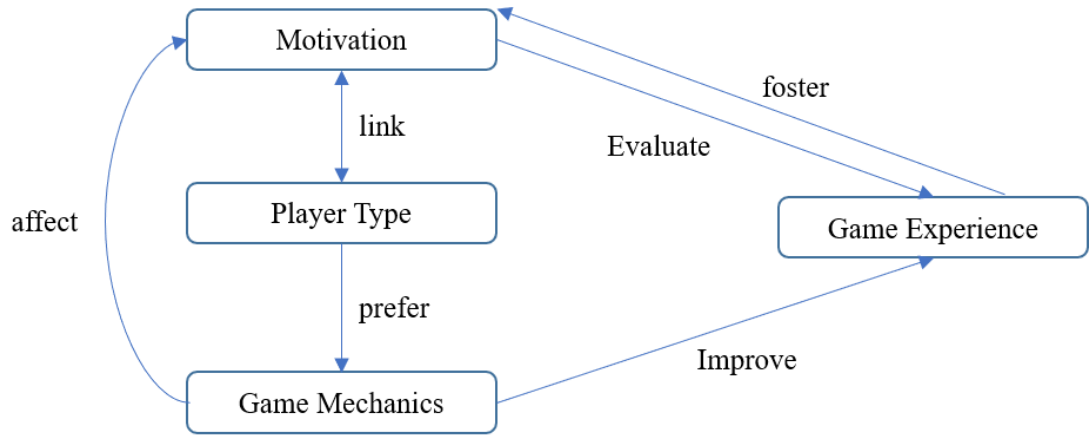 Motivation
foster
link
Evaluate
Player Type
affect
Game Experience
prefer
Improve
Game Mechanics